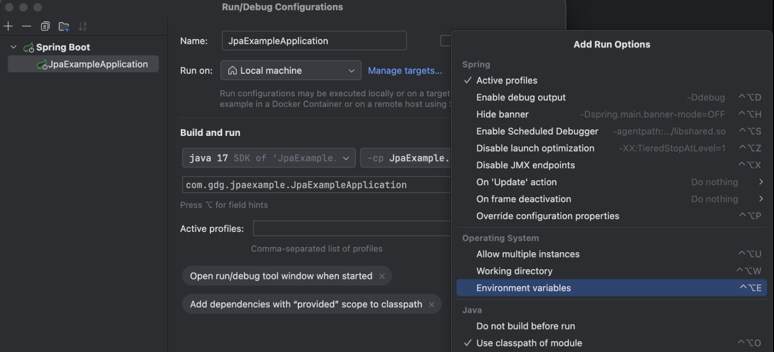 Run/Debug Configurations
Spring Boot
JpaExampleApplication
Name: JpaExampleApplication
Run on: Local machine Manage targets...
Run configurations may be executed locally or on a target
example in a Docker Container or on a remote host using
Build and run
java 17 SDK of 'JpaExample. -cp JpaExample.
com.gdg.jpaexample.JpaExampleApplication
Press ⌥ for field hints
Active profiles:
Comma-separated list of profiles
Open run/debug tool window when started ×
Add dependencies with “provided” scope to classpath ×
Add Run Options
Spring
✓ Active profiles
Enable debug output -Ddebug ^⌥D
Hide banner -Dspring.main.banner-mode=OFF ^⌥H
Enable Scheduled Debugger -agentpath:.../libshared.so ^⌥S
Disable launch optimization -XX:TieredStopAtLevel=1 ^⌥Z
Disable JMX endpoints ^⌥X
On 'Update' action Do nothing >
On frame deactivation Do nothing >
Override configuration properties ^⌥P
Operating System
Allow multiple instances ^⌥U
Working directory ^⌥W
Environment variables ^⌥E
Java
Do not build before run
✓ Use classpath of module ^⌥O